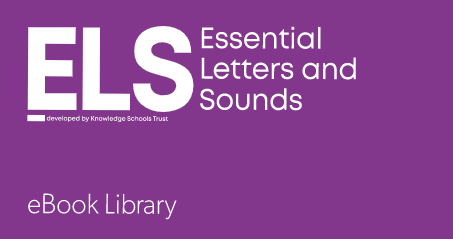 ELS
Essential
Letters and
Sounds
developed by Knowledge Schools Trust
eBook Library